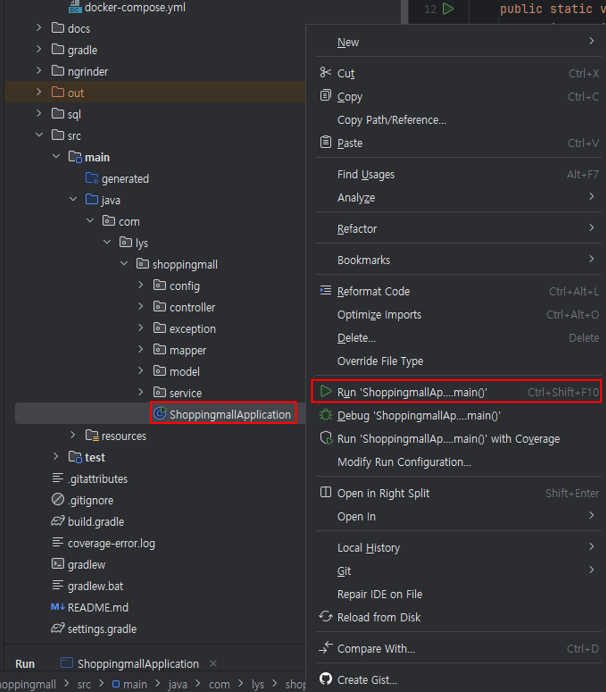 docker-compose.yml
docs
gradle
ngrinder
out
sql
src
main
generated
java
com
lys
shoppingmall
config
controller
exception
mapper
model
service
ShoppingmallApplication
resources
test
.gitattributes
.gitignore
build.gradle
coverage-error.log
gradlew
gradlew.bat
README.md
settings.gradle
12 public static v
New
Cut Ctrl+X
Copy Ctrl+C
Copy Path/Reference...
Paste Ctrl+V
Find Usages Alt+F7
Analyze
Refactor
Bookmarks
Reformat Code Ctrl+Alt+L
Optimize Imports Ctrl+Alt+O
Delete... Delete
Override File Type
Run 'ShoppingmallAp....main()' Ctrl+Shift+F10
Debug 'ShoppingmallAp....main()'
Run 'ShoppingmallAp....main()' with Coverage
Modify Run Configuration...
Open in Right Split Shift+Enter
Open In
Local History
Git
Repair IDE on File
Reload from Disk
Compare With... Ctrl+D
Create Gist...
Run ShoppingmallApplication
oppingmall > src > main > java > com > lys > shop